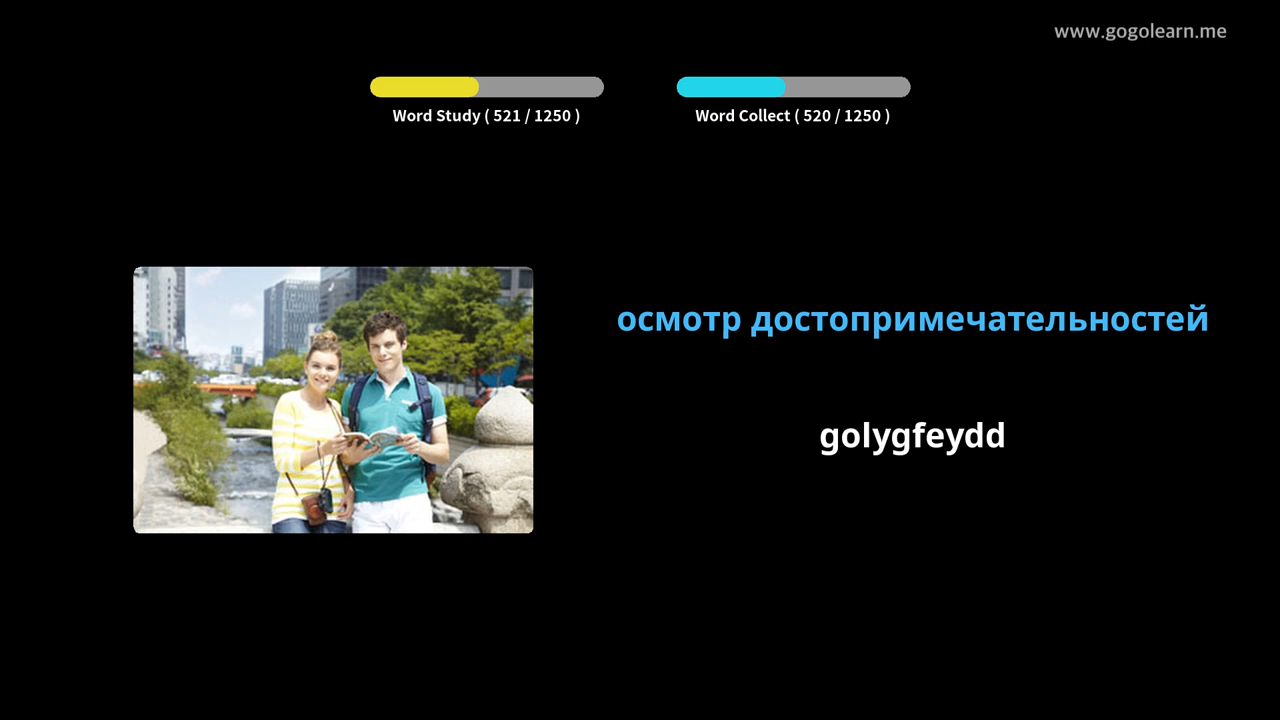 www.gogolearn.me
Word Study ( 521 / 1250 )
Word Collect ( 520 / 1250 )
осмотр достопримечательностей
golygfeydd